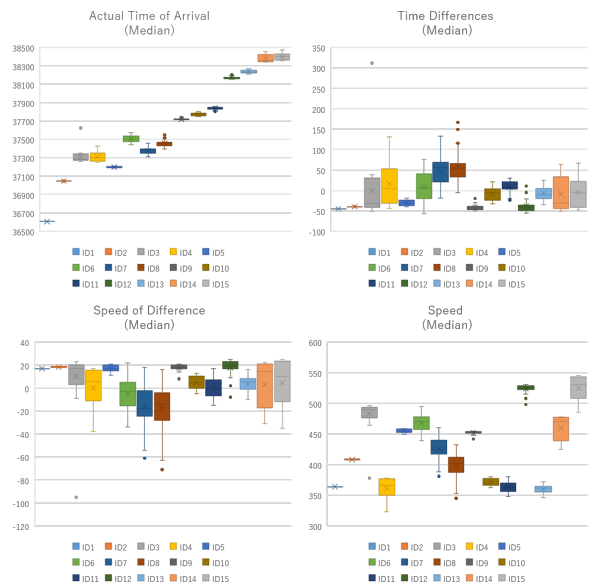 Actual Time of Arrival
(Median)
38500
38300
38100
37900
37700
37500
37300
37100
36900
36700
36500
ID1 ID2 ID3 ID4 ID5
ID6 ID7 ID8 ID9 ID10
ID11 ID12 ID13 ID14 ID15
Time Differences
(Median)
350
300
250
200
150
100
50
0
-50
-100
ID1 ID2 ID3 ID4 ID5
ID6 ID7 ID8 ID9 ID10
ID11 ID12 ID13 ID14 ID15
Speed of Difference
(Median)
40
20
0
-20
-40
-60
-80
-100
-120
ID1 ID2 ID3 ID4 ID5
ID6 ID7 ID8 ID9 ID10
ID11 ID12 ID13 ID14 ID15
Speed
(Median)
600
550
500
450
400
350
300
ID1 ID2 ID3 ID4 ID5
ID6 ID7 ID8 ID9 ID10
ID11 ID12 ID13 ID14 ID15